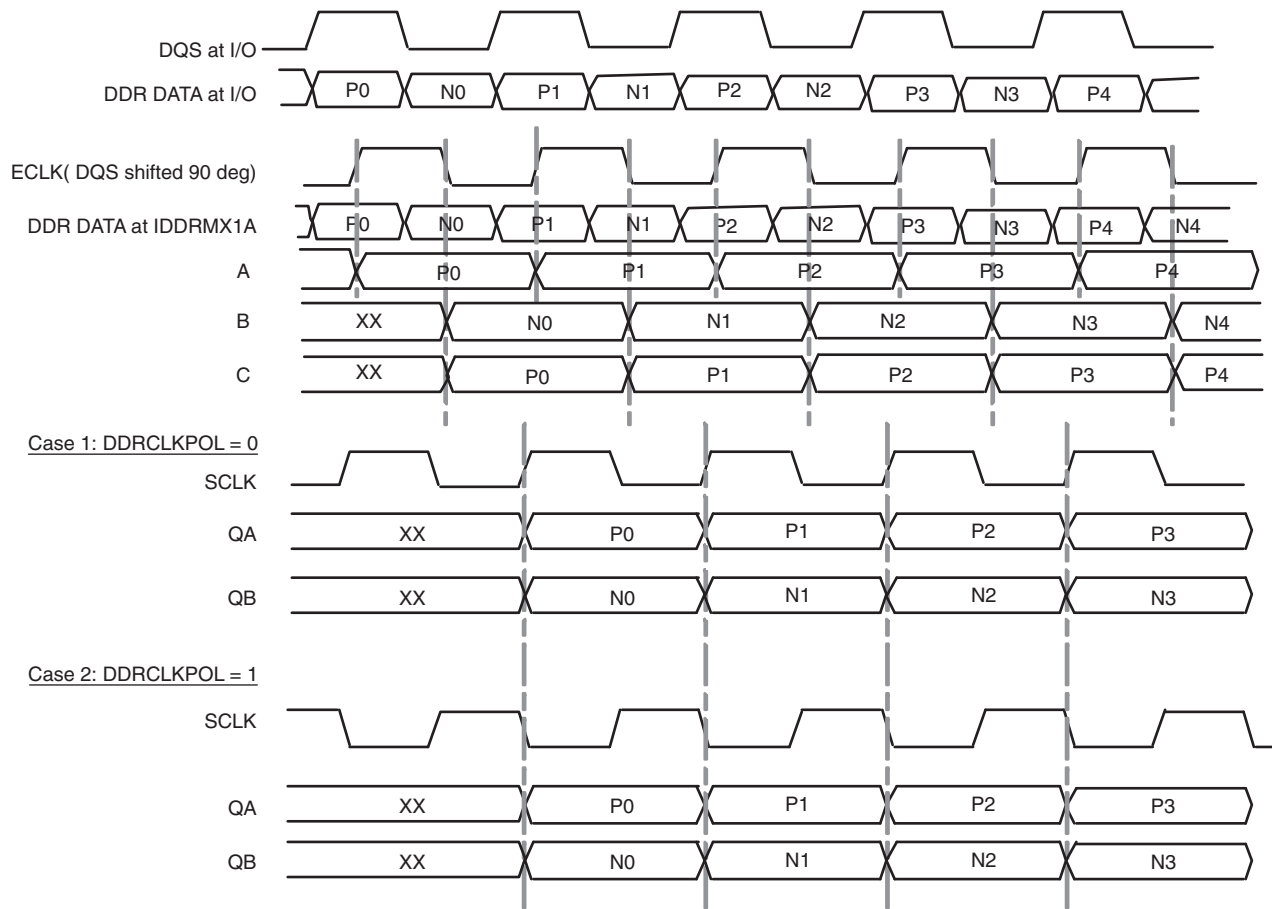 DQS at I/O
DDR DATA at I/O P0 N0 P1 N1 P2 N2 P3 N3 P4
ECLK( DQS shifted 90 deg)
DDR DATA at IDDRMX1A P0 N0 P1 N1 P2 N2 P3 N3 P4 N4
A P0 P1 P2 P3 P4
B XX N0 N1 N2 N3 N4
C XX P0 P1 P2 P3 P4
Case 1: DDRCLKPOL = 0
SCLK
QA XX P0 P1 P2 P3
QB XX N0 N1 N2 N3
Case 2: DDRCLKPOL = 1
SCLK
QA XX P0 P1 P2 P3
QB XX N0 N1 N2 N3